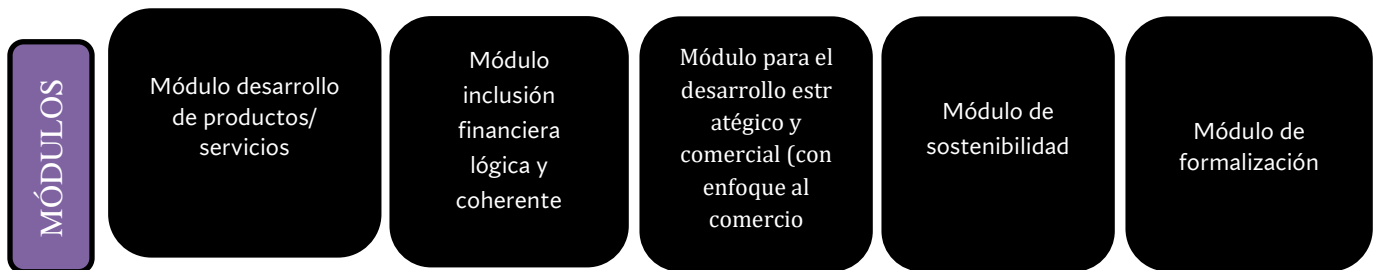 MÓDULOS
Módulo desarrollo
de productos/
servicios
Módulo
inclusión
financiera
lógica y
coherente
Módulo para el
desarrollo estr
atégico y
comercial (con
enfoque al
comercio
Módulo de
sostenibilidad
Módulo de
formalización